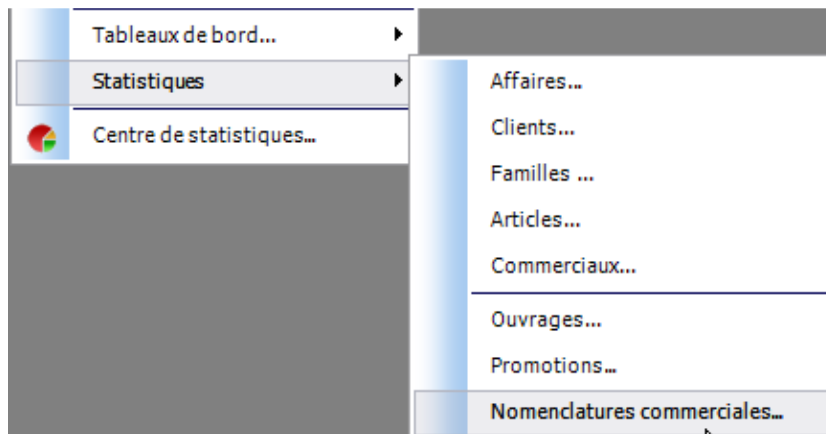 Tableaux de bord...
Statistiques
Centre de statistiques...
Affaires...
Clients...
Familles ...
Articles...
Commerciaux...
Ouvrages...
Promotions...
Nomenclatures commerciales...